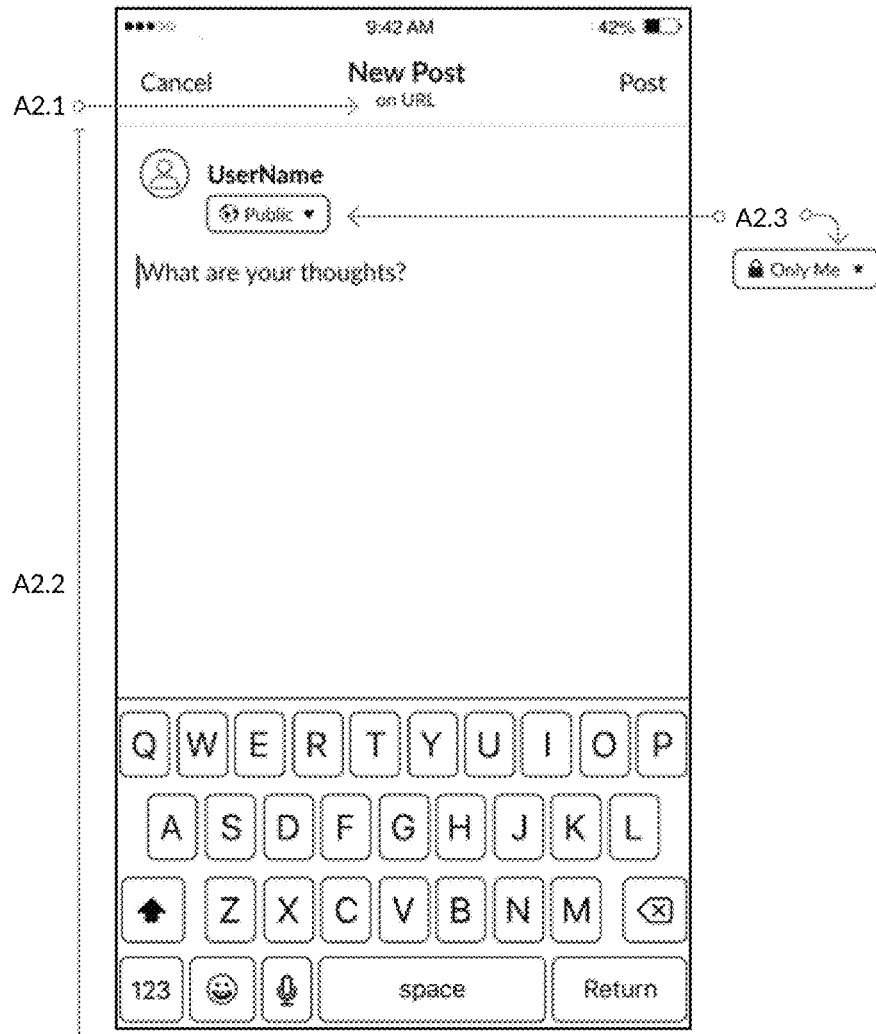 9:42 AM 42%
Cancel New Post Post
on URL
A2.1
UserName
Public
A2.3
Only Me
What are your thoughts?
A2.2
Q W E R T Y U I O P
A S D F G H J K L
Z X C V B N M
123 space Return